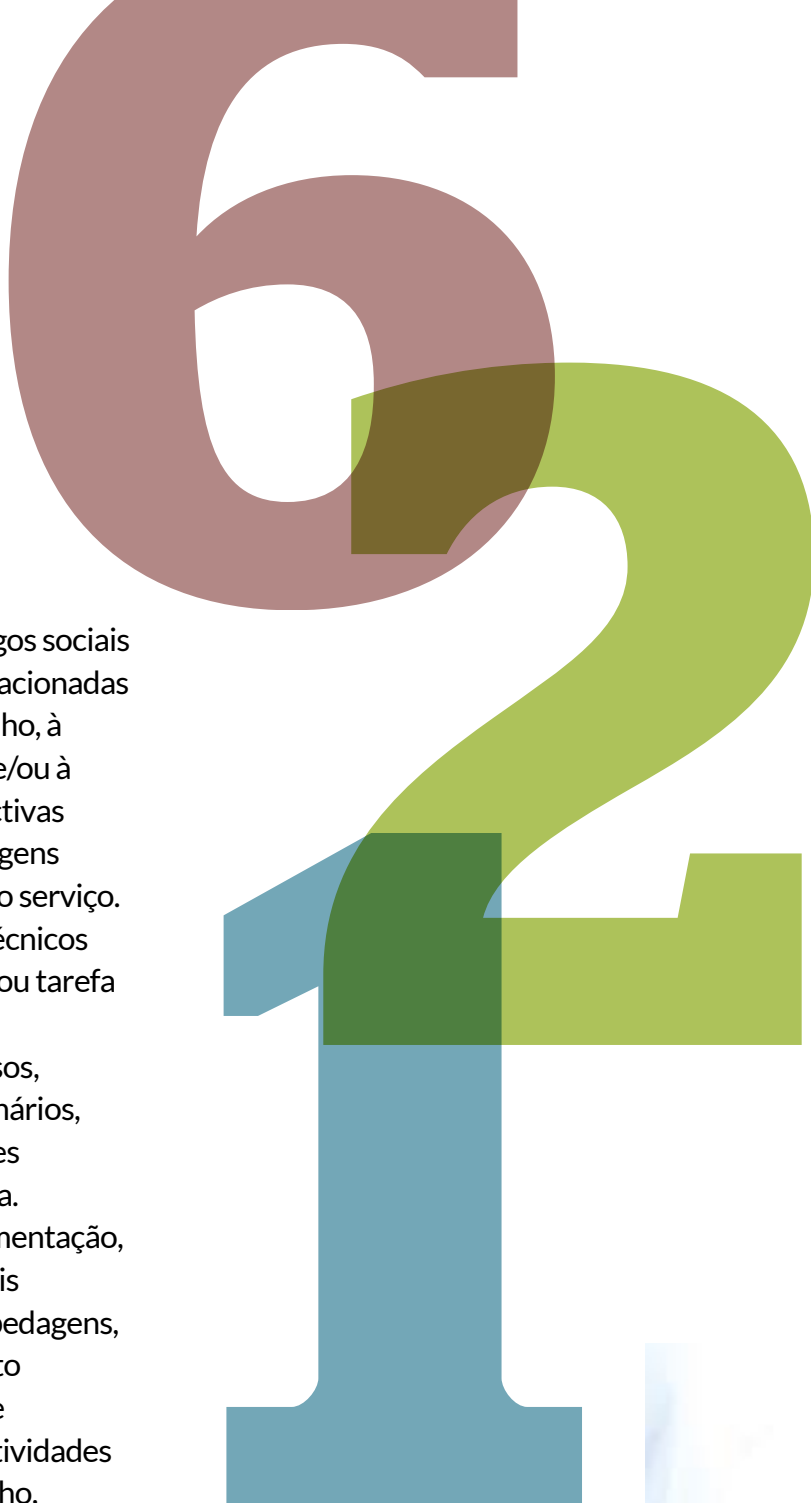 6
2
1
gos sociais
acionadas
ho, à
e/ou à
ctivas
gens
o serviço.
écnicos
ou tarefa
sos,
nários,
es
a.
mentação,
is
pedagens,
to
e
tividades
ho.